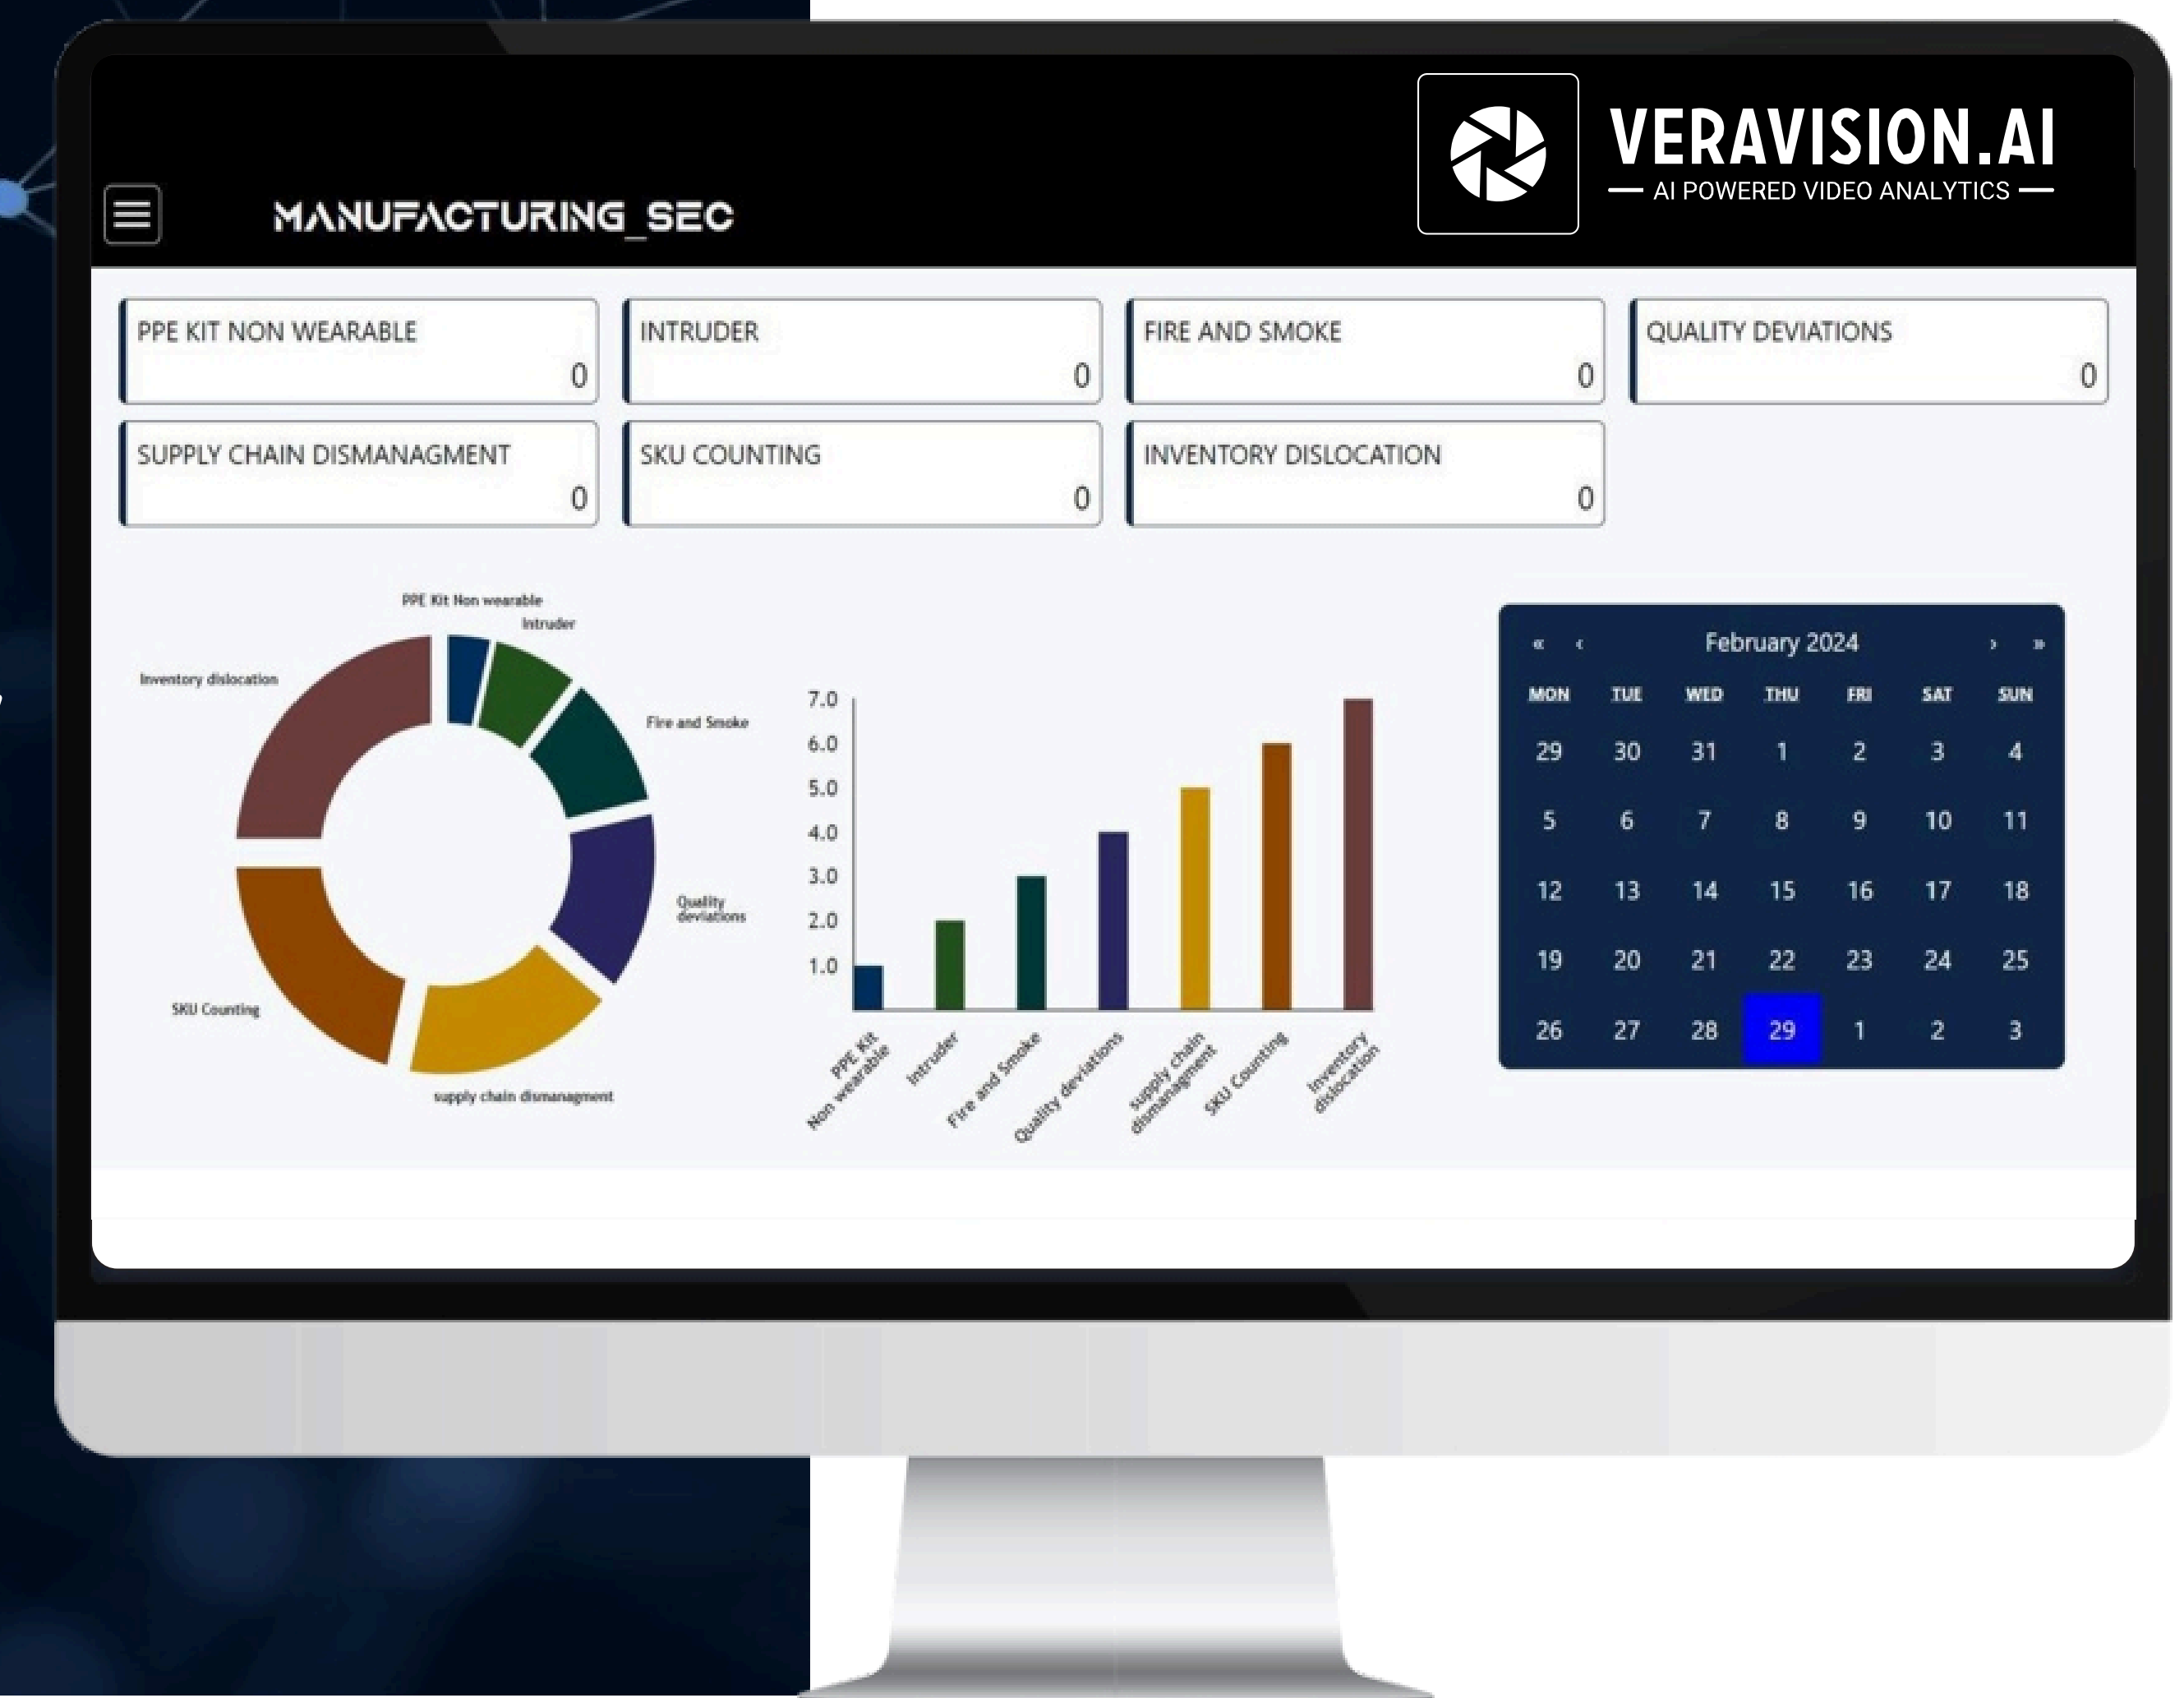 VERAVISION.AI
AI POWERED VIDEO ANALYTICS
MANUFACTURING_SEC
PPE KIT NON WEARABLE
0
INTRUDER
0
FIRE AND SMOKE
0
QUALITY DEVIATIONS
0
SUPPLY CHAIN DISMANAGMENT
0
SKU COUNTING
0
INVENTORY DISLOCATION
0
PPE Kit Non wearable
Intruder
Inventory dislocation
Fire and Smoke
Quality
deviations
SKU Counting
supply chain dismanagment
7.0
6.0
5.0
4.0
3.0
2.0
1.0
PPE Kit
Non wearable
Intruder
Fire and Smoke
Quality deviations
supply chain
dismanagment
SKU Counting
Inventory
dislocation
« ‹ February 2024 › »
MON TUE WED THU FRI SAT SUN
29 30 31 1 2 3 4
5 6 7 8 9 10 11
12 13 14 15 16 17 18
19 20 21 22 23 24 25
26 27 28 29 1 2 3